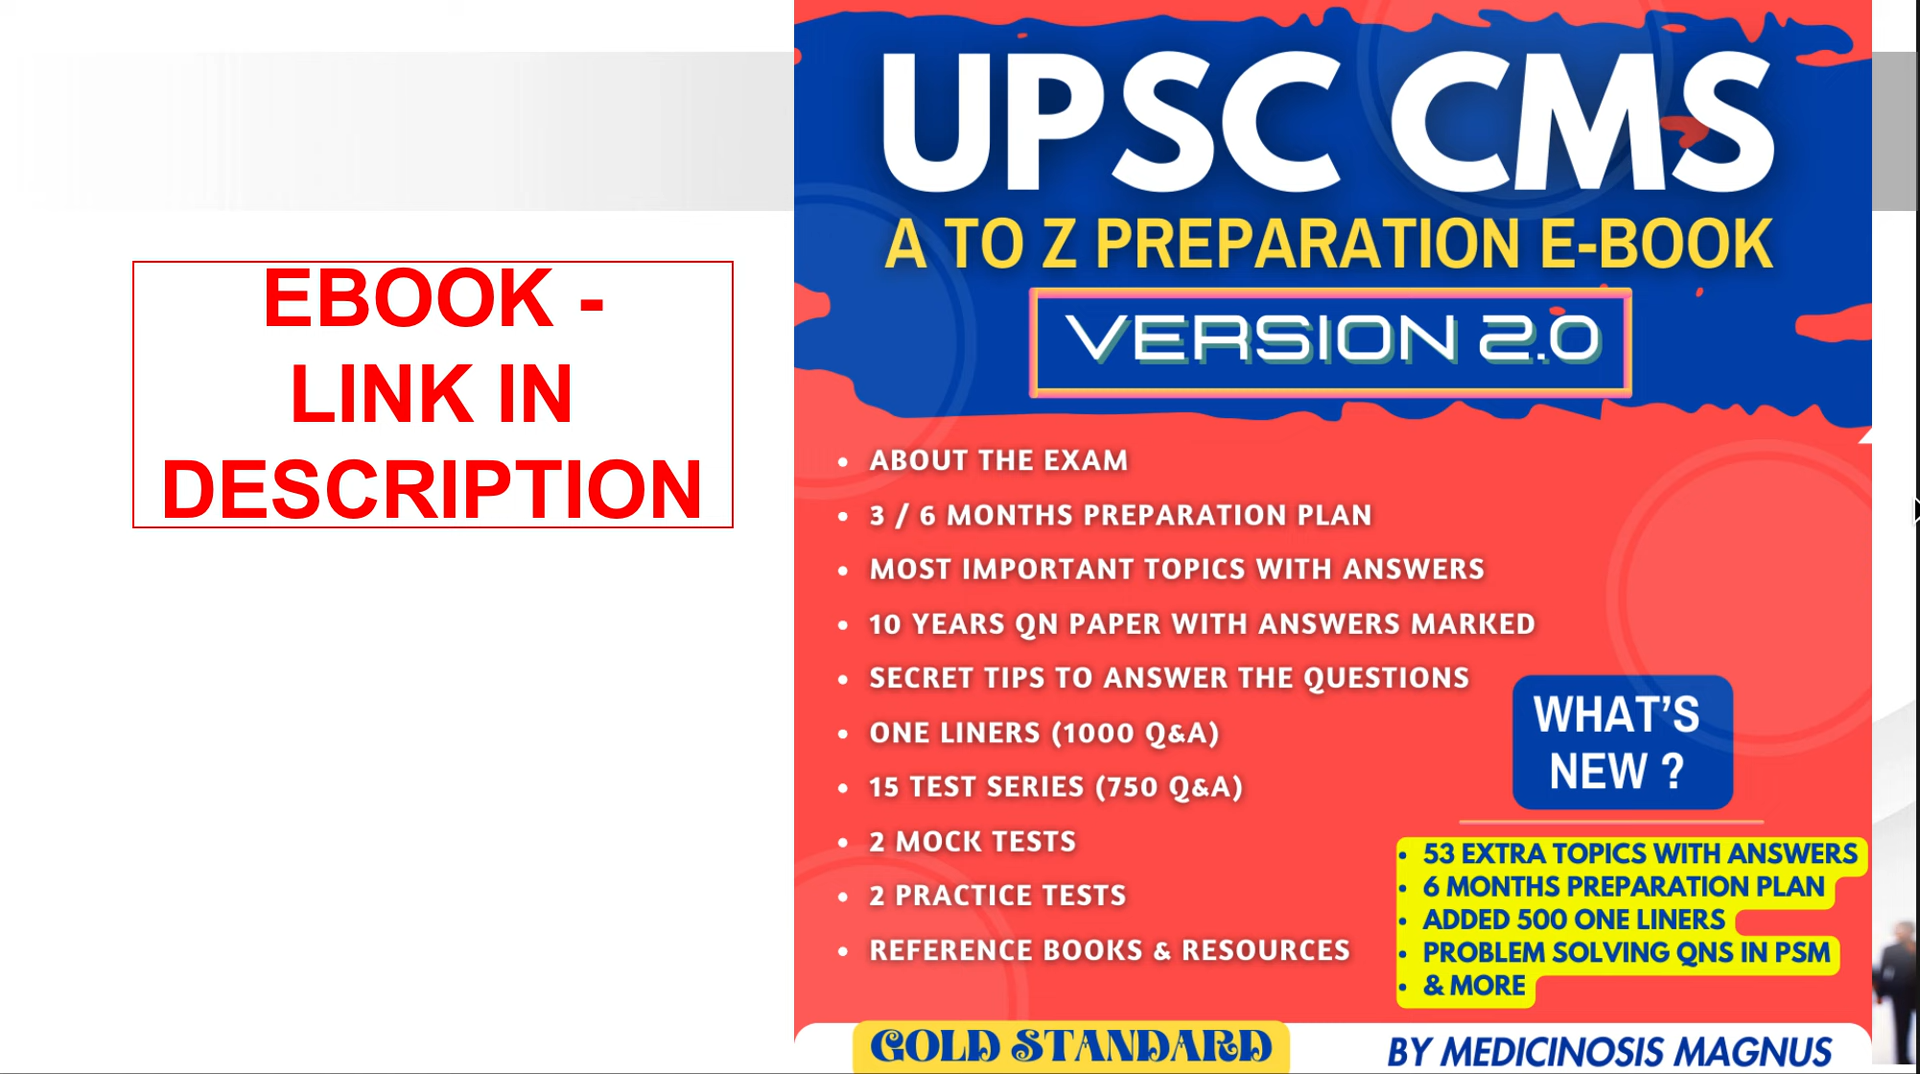 EBOOK -
LINK IN
DESCRIPTION
UPSC CMS
A TO Z PREPARATION E-BOOK
VERSION 2.0
• ABOUT THE EXAM
• 3 / 6 MONTHS PREPARATION PLAN
• MOST IMPORTANT TOPICS WITH ANSWERS
• 10 YEARS QN PAPER WITH ANSWERS MARKED
• SECRET TIPS TO ANSWER THE QUESTIONS
• ONE LINERS (1000 Q&A)
• 15 TEST SERIES (750 Q&A)
• 2 MOCK TESTS
• 2 PRACTICE TESTS
• REFERENCE BOOKS & RESOURCES
WHAT'S
NEW ?
• 53 EXTRA TOPICS WITH ANSWERS
• 6 MONTHS PREPARATION PLAN
• ADDED 500 ONE LINERS
• PROBLEM SOLVING QNS IN PSM
• & MORE
GOLD STANDARD
BY MEDICINOSIS MAGNUS